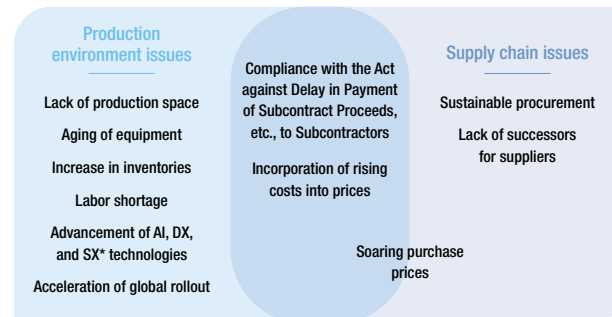 Production
environment issues
Lack of production space
Aging of equipment
Increase in inventories
Labor shortage
Advancement of AI, DX,
and SX* technologies
Acceleration of global rollout
Compliance with the Act
against Delay in Payment
of Subcontract Proceeds,
etc., to Subcontractors
Incorporation of rising
costs into prices
Soaring purchase
prices
Supply chain issues
Sustainable procurement
Lack of successors
for suppliers